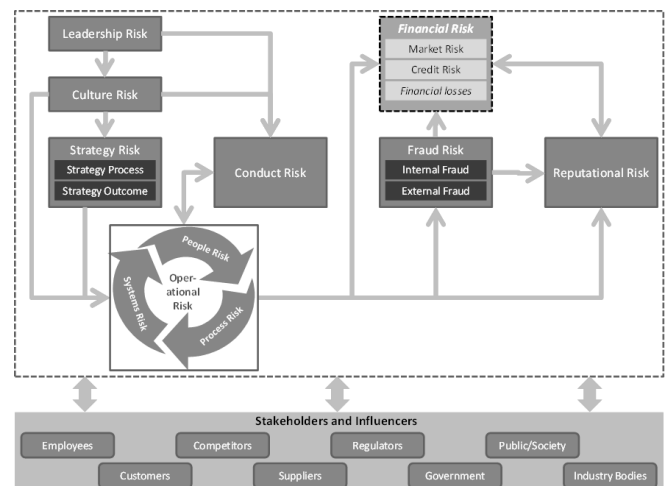 Leadership Risk
Culture Risk
Strategy Risk
Strategy Process
Strategy Outcome
Conduct Risk
Financial Risk
Market Risk
Credit Risk
Financial losses
Fraud Risk
Internal Fraud
External Fraud
Reputational Risk
People Risk
Oper-
ational
Risk
Systems Risk
Process Risk
Stakeholders and Influencers
Employees
Competitors
Regulators
Public/Society
Customers
Suppliers
Government
Industry Bodies